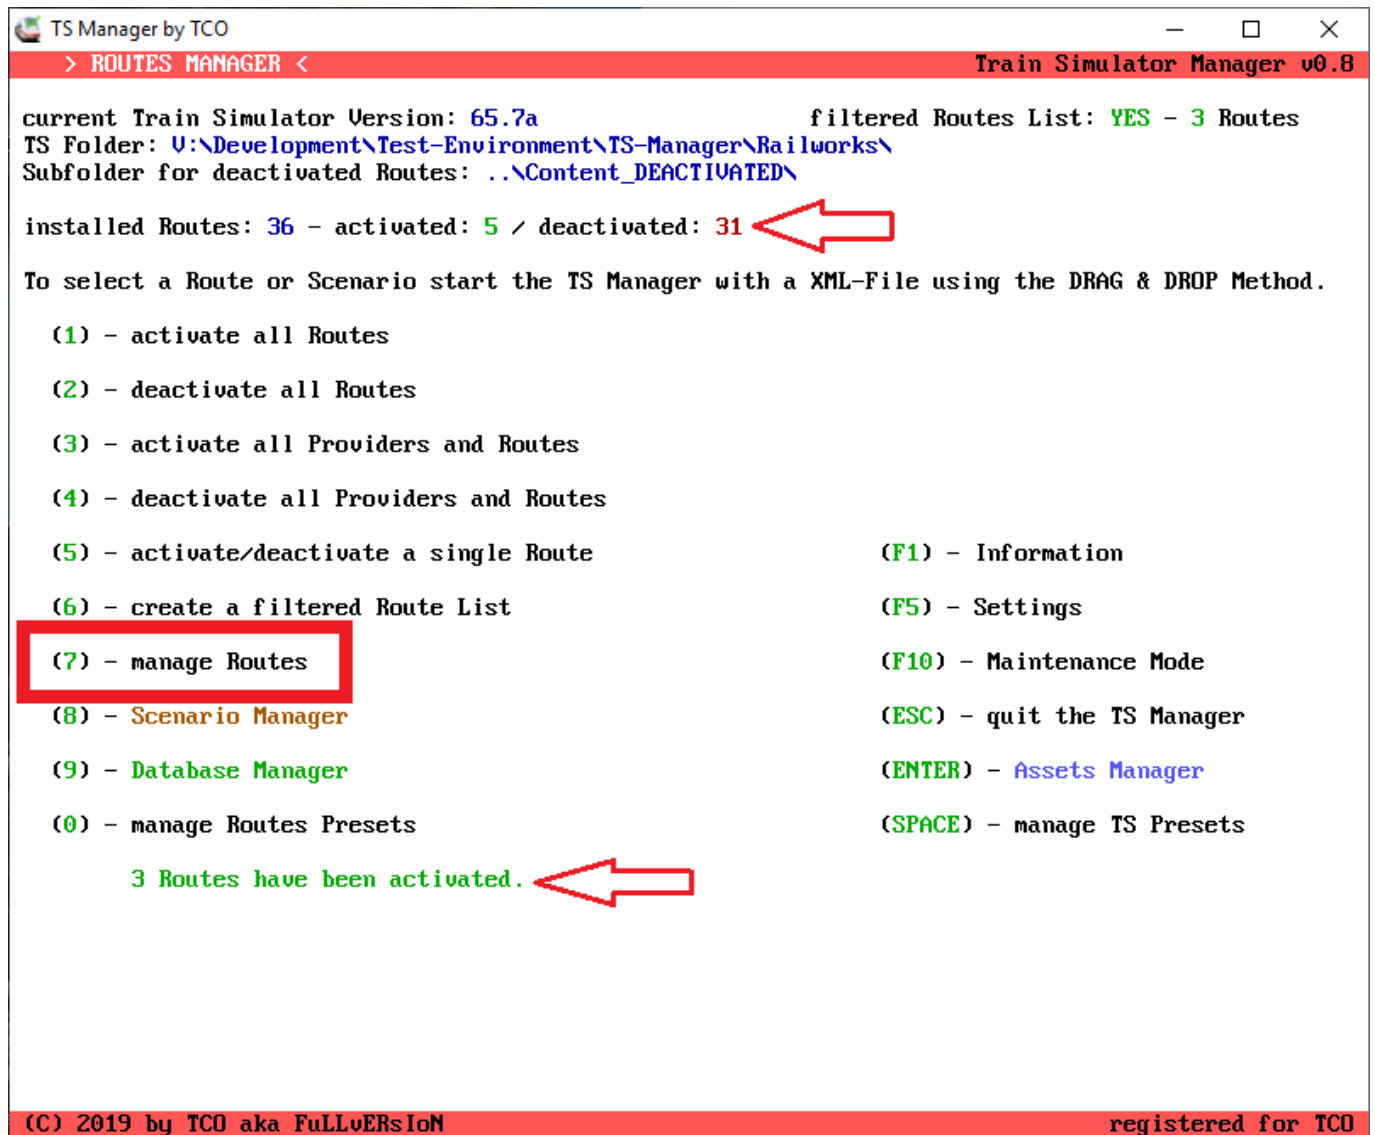 TS Manager by TCO
> ROUTES MANAGER < Train Simulator Manager v0.8
current Train Simulator Version: 65.7a filtered Routes List: YES - 3 Routes
TS Folder: V:\Development\Test-Environment\TS-Manager\Railworks\
Subfolder for deactivated Routes: ..\Content_DEACTIVATED\
installed Routes: 36 - activated: 5 / deactivated: 31
To select a Route or Scenario start the TS Manager with a XML-File using the DRAG & DROP Method.
(1) - activate all Routes
(2) - deactivate all Routes
(3) - activate all Providers and Routes
(4) - deactivate all Providers and Routes
(5) - activate/deactivate a single Route (F1) - Information
(6) - create a filtered Route List (F5) - Settings
(7) - manage Routes (F10) - Maintenance Mode
(8) - Scenario Manager (ESC) - quit the TS Manager
(9) - Database Manager (ENTER) - Assets Manager
(0) - manage Routes Presets (SPACE) - manage TS Presets
3 Routes have been activated.
(C) 2019 by TCO aka FuLLvERsIoN registered for TCO